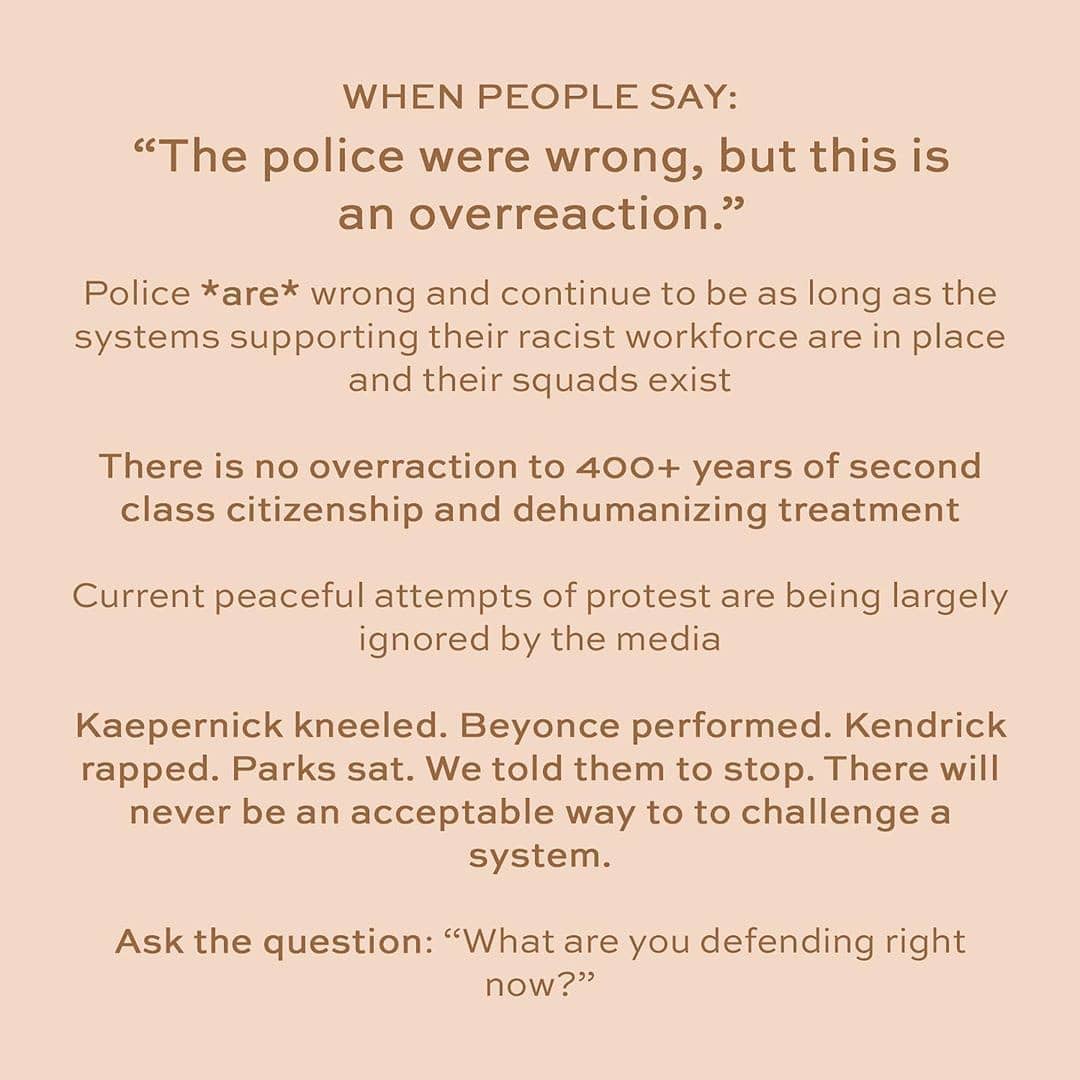 WHEN PEOPLE SAY:
“The police were wrong, but this is
an overreaction.”
Police *are* wrong and continue to be as long as the
systems supporting their racist workforce are in place
and their squads exist
There is no overraction to 400+ years of second
class citizenship and dehumanizing treatment
Current peaceful attempts of protest are being largely
ignored by the media
Kaepernick kneeled. Beyonce performed. Kendrick
rapped. Parks sat. We told them to stop. There will
never be an acceptable way to to challenge a
system.
Ask the question: “What are you defending right
now?”